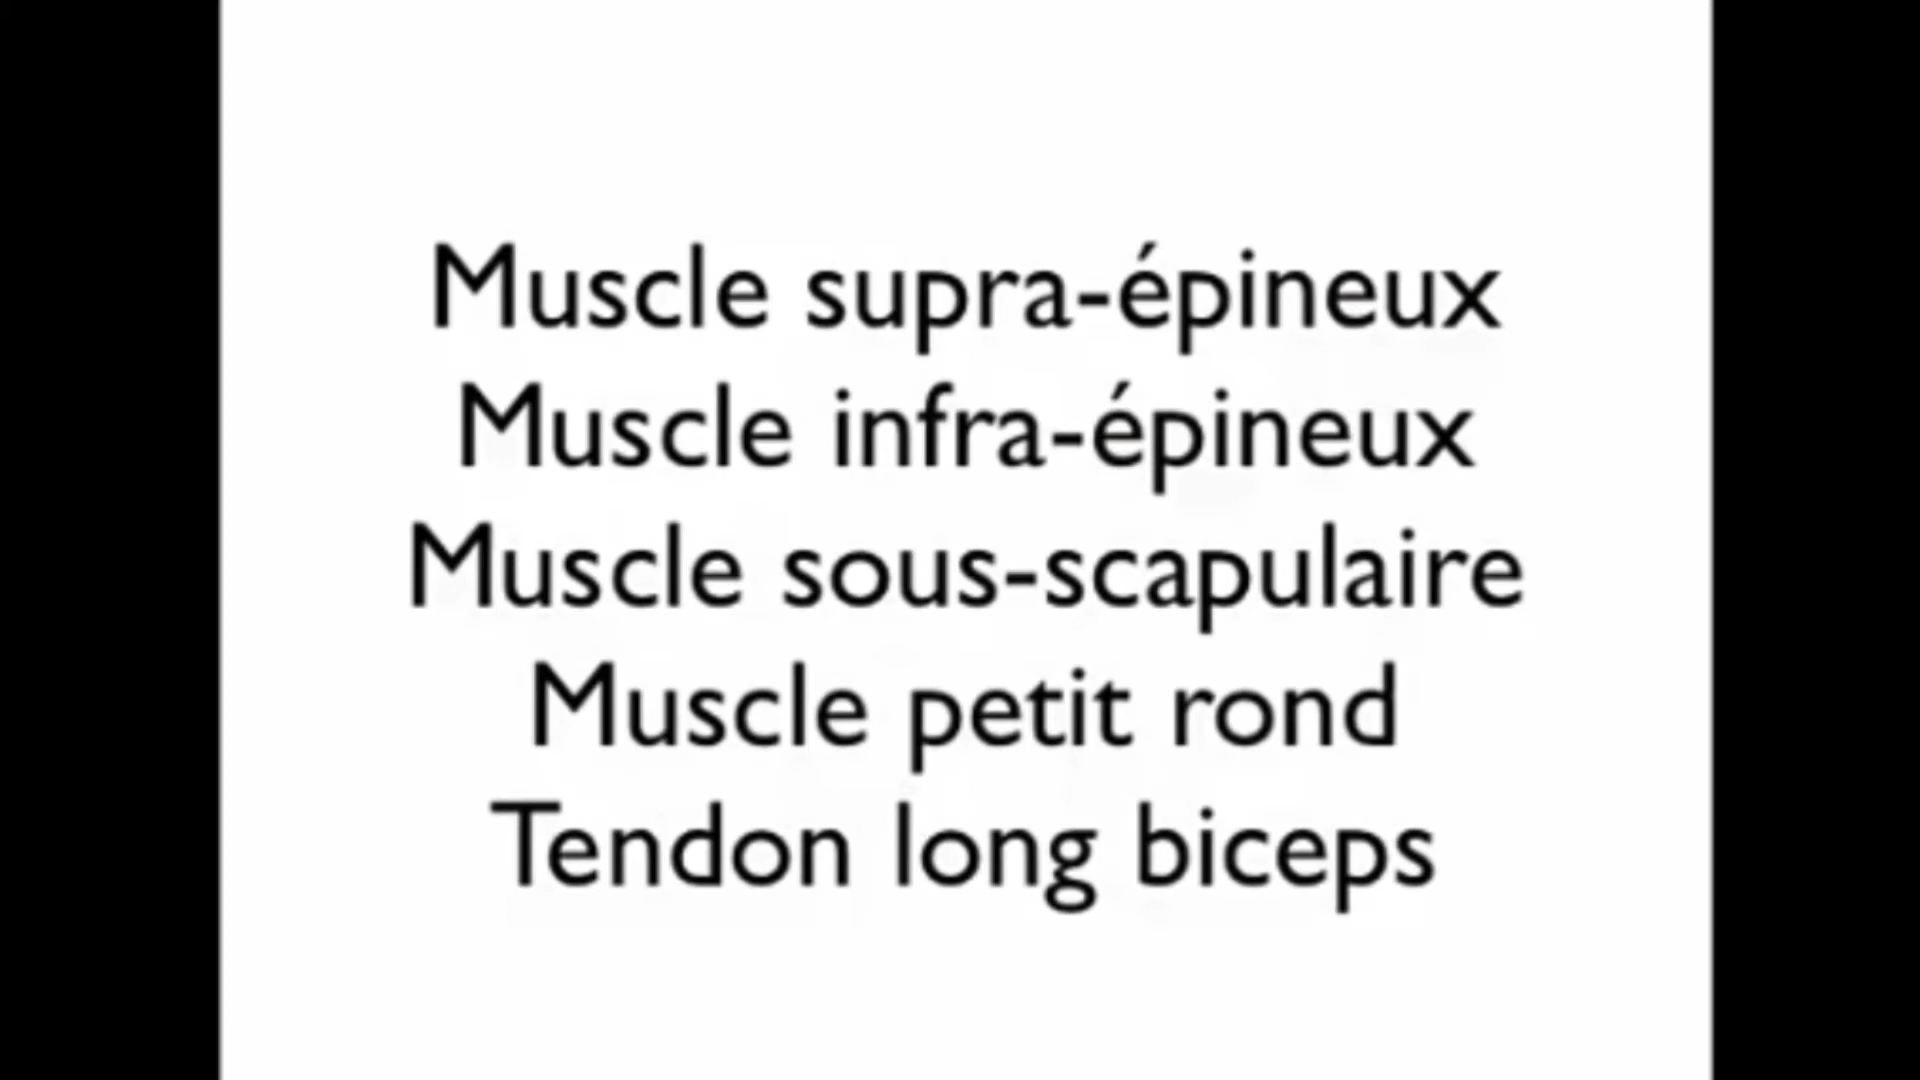 Muscle supra-épineux
Muscle infra-épineux
Muscle sous-scapulaire
Muscle petit rond
Tendon long biceps